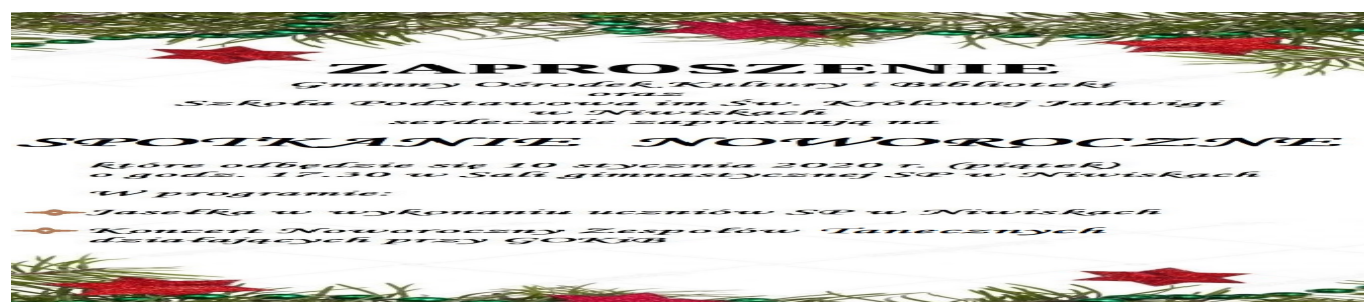 ZAPROSZENIE
Gminny Ośrodek Kultury i Biblioteki
oraz
Szkoła Podstawowa im Św. Królowej Jadwigi
w Niwiskach
serdecznie zapraszają na
SPOTKANIE NOWOROCZNE
które odbędzie się 10 stycznia 2020 r. (piątek)
o godz. 17.30 w Sali gimnastycznej SP w Niwiskach
W programie:
Jasełka w wykonaniu uczniów SP w Niwiskach
Koncert Noworoczny Zespołów Tanecznych
działających przy GOKiB